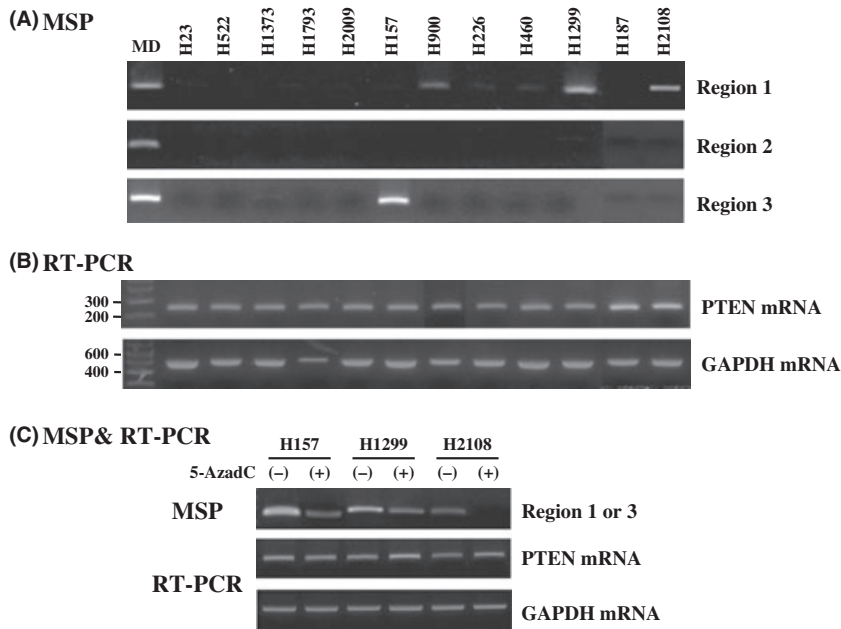 (A) MSP
MD H23 H522 H1373 H1793 H2009 H157 H900 H226 H460 H1299 H187 H2108
Region 1
Region 2
Region 3
(B) RT-PCR
300
200
PTEN mRNA
600
400
GAPDH mRNA
(C) MSP& RT-PCR
H157 H1299 H2108
5-AzadC (–) (+) (–) (+) (–) (+)
MSP Region 1 or 3
PTEN mRNA
RT-PCR
GAPDH mRNA